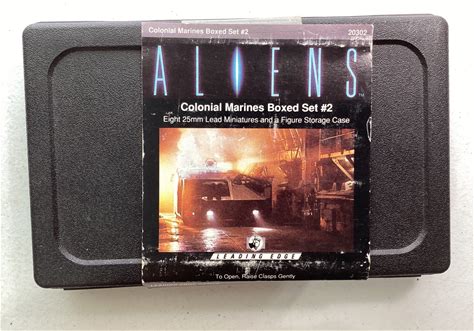 Colonial Marines Boxed Set #2 20302
ALIENS
Colonial Marines Boxed Set #2
Eight 25mm Lead Miniatures and a Figure Storage Case
LEADING EDGE
To Open, Raise Clasps Gently